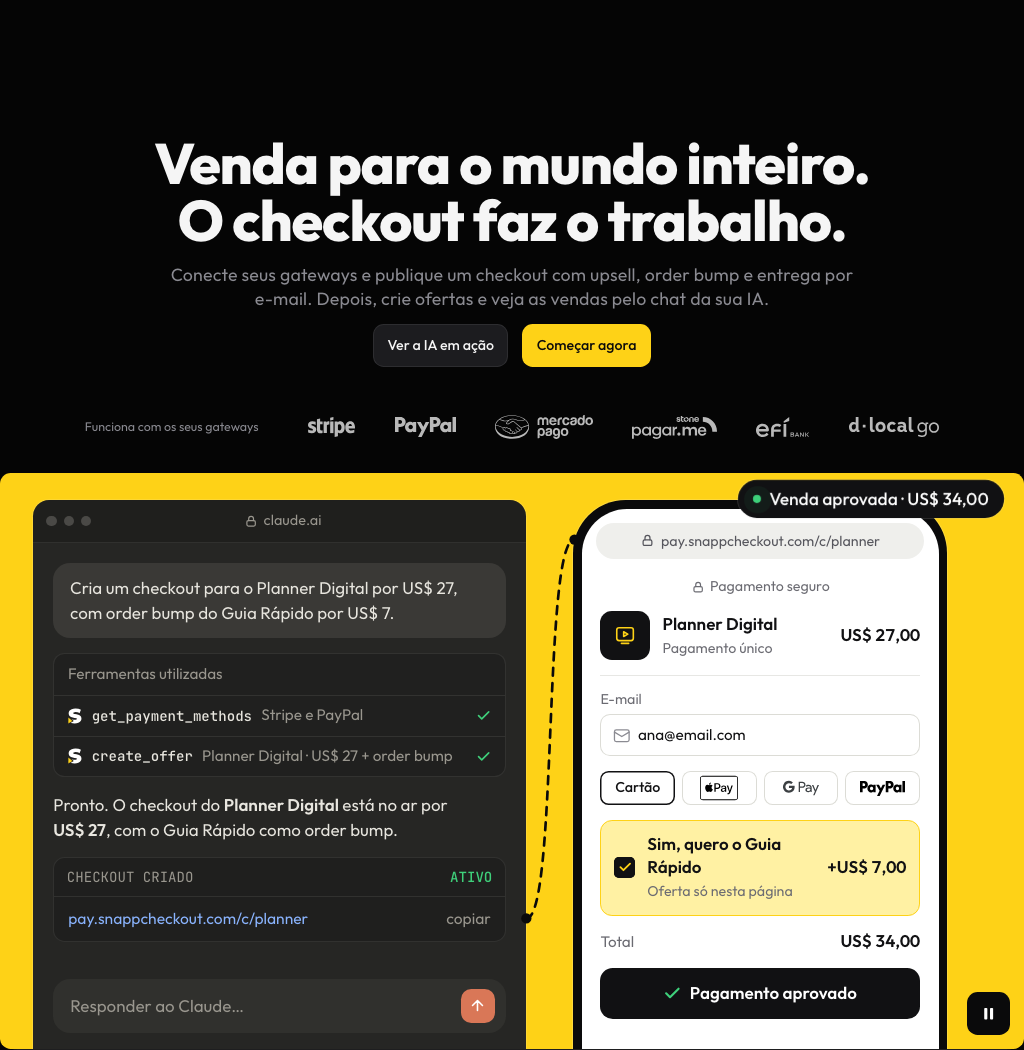 Venda para o mundo inteiro.
O checkout faz o trabalho.
Conecte seus gateways e publique um checkout com upsell, order bump e entrega por
e-mail. Depois, crie ofertas e veja as vendas pelo chat da sua IA.
Ver a IA em ação
Começar agora
Funciona com os seus gateways
stripe
PayPal
mercado
pago
stone
pagar.me
efí BANK
d·local go
claude.ai
Cria um checkout para o Planner Digital por US$ 27,
com order bump do Guia Rápido por US$ 7.
Ferramentas utilizadas
get_payment_methods Stripe e PayPal
create_offer Planner Digital · US$ 27 + order bump
Pronto. O checkout do Planner Digital está no ar por
US$ 27, com o Guia Rápido como order bump.
CHECKOUT CRIADO ATIVO
pay.snappcheckout.com/c/planner copiar
Responder ao Claude…
Venda aprovada · US$ 34,00
pay.snappcheckout.com/c/planner
Pagamento seguro
Planner Digital
Pagamento único
US$ 27,00
E-mail
ana@email.com
Cartão
Pay
G Pay
PayPal
Sim, quero o Guia
Rápido
Oferta só nesta página
+US$ 7,00
Total US$ 34,00
Pagamento aprovado